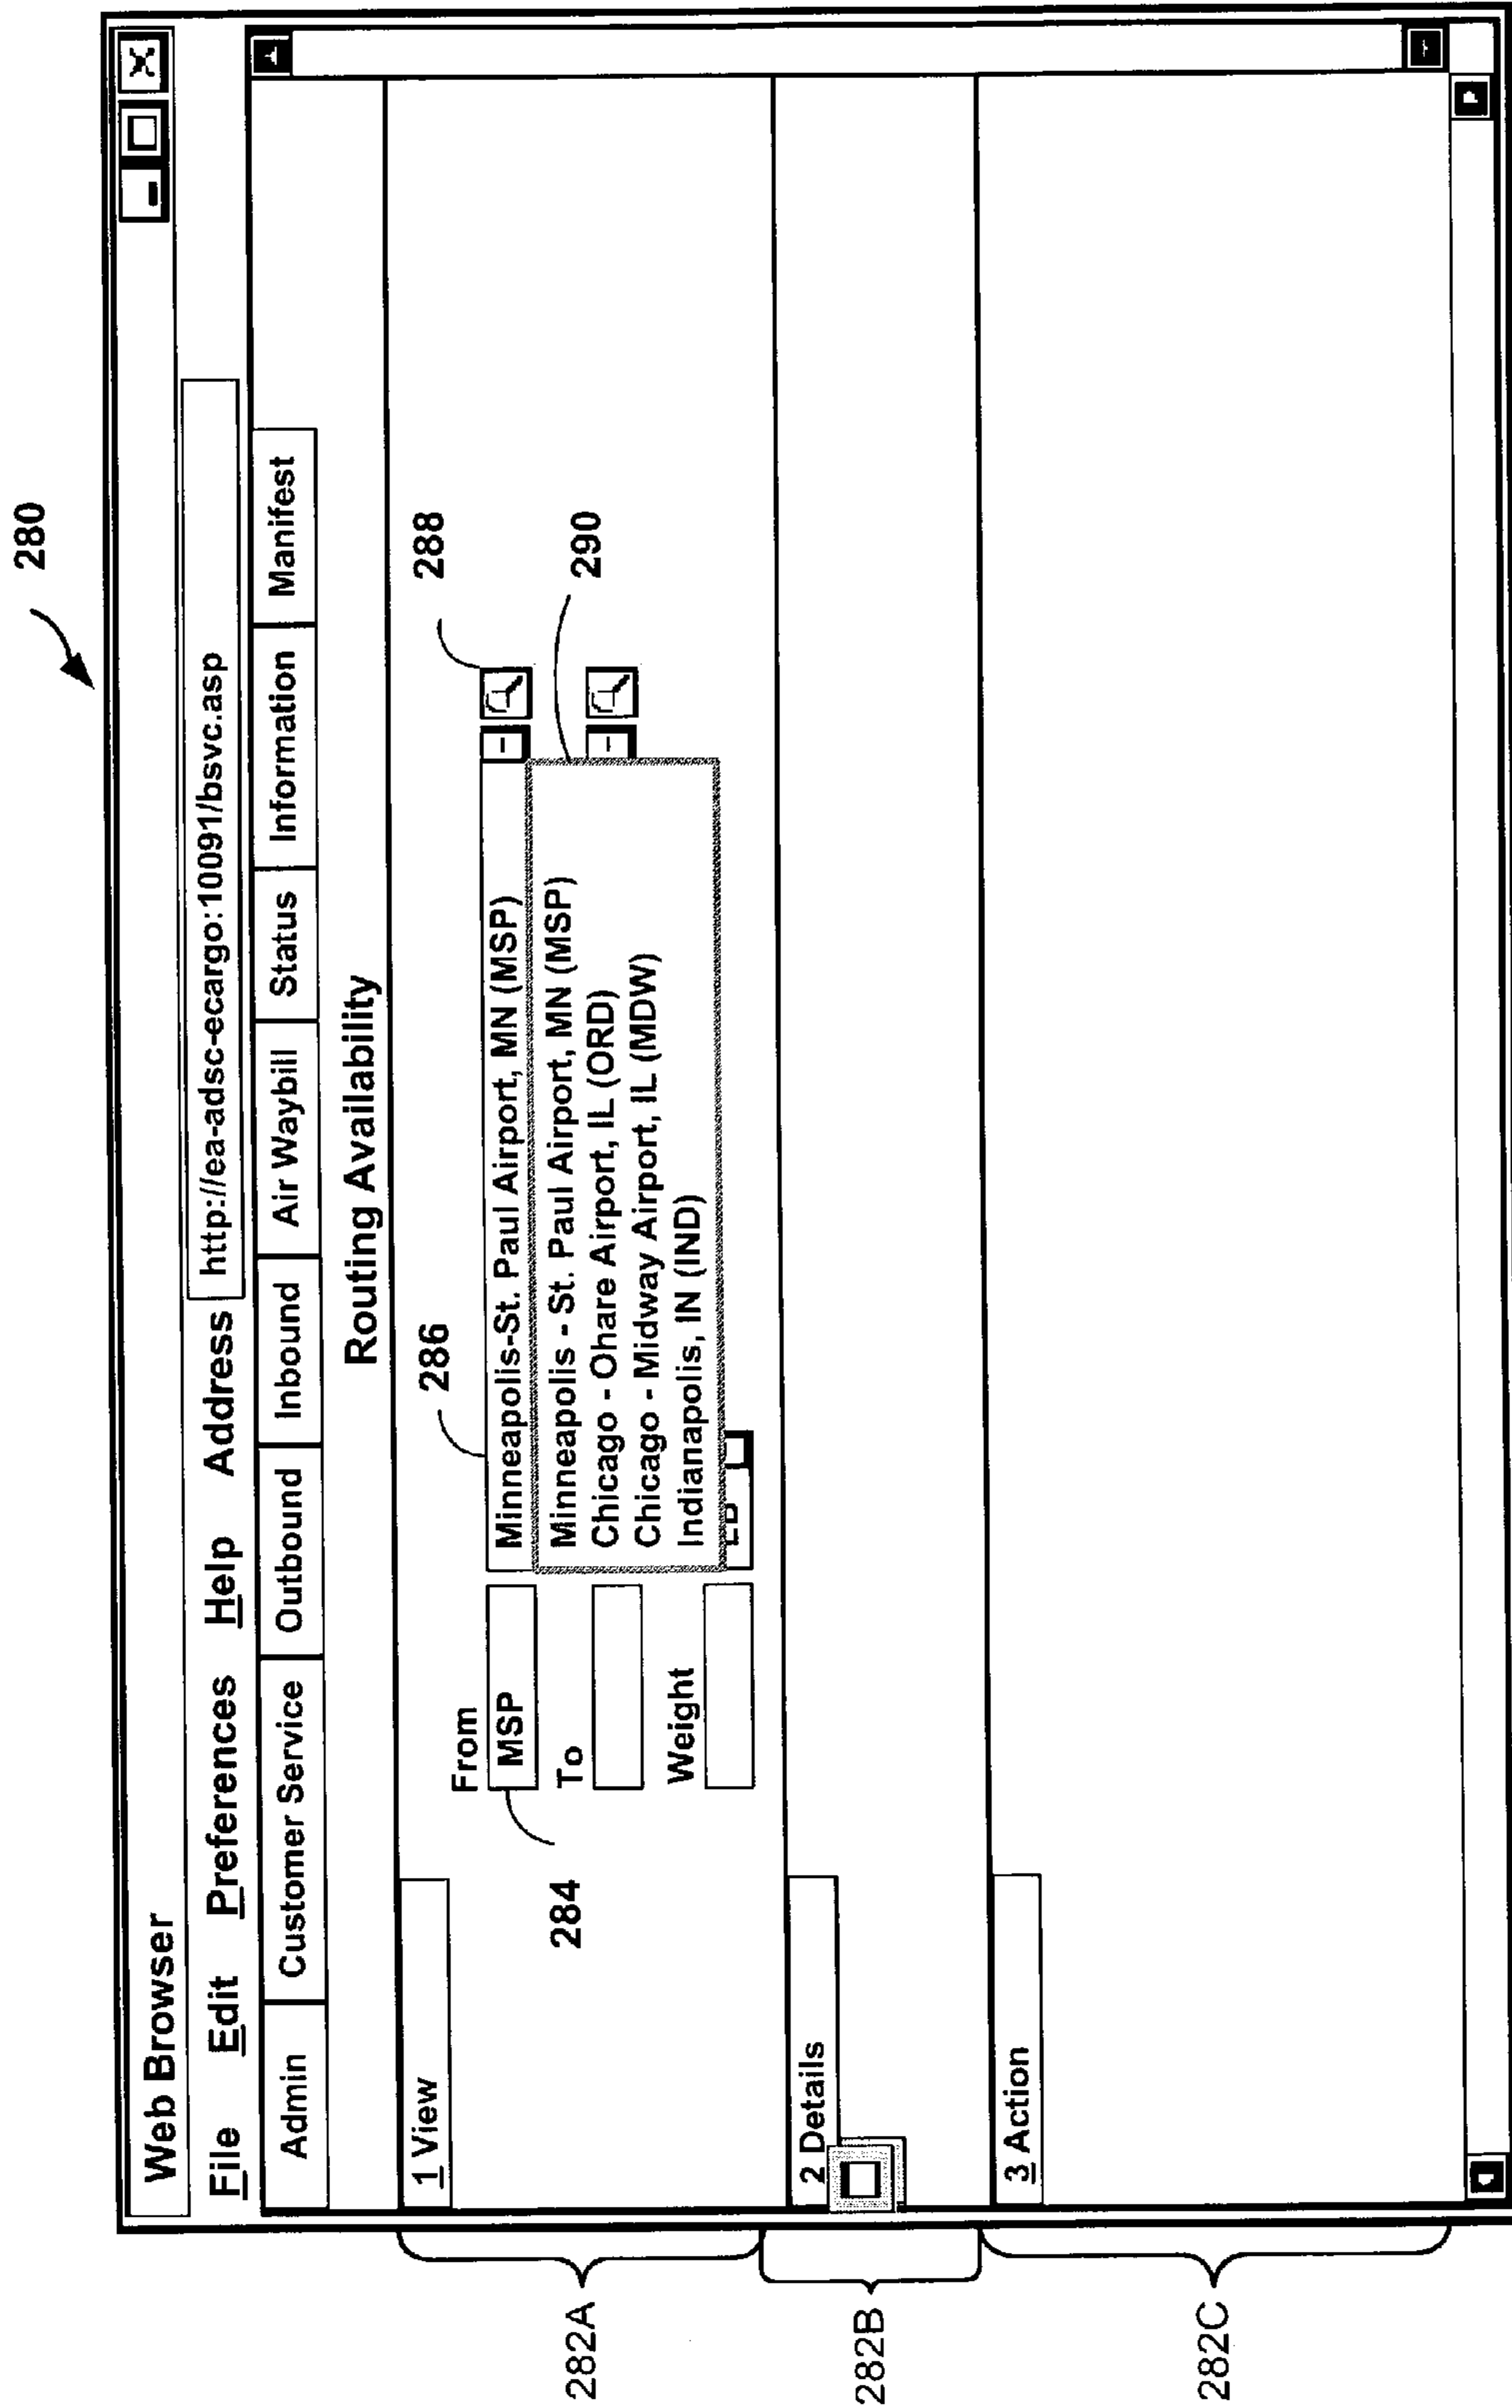 280
Web Browser
File Edit Preferences Help Address http://ea-adsc-ecargo:10091/bsvc.asp
Admin Customer Service Outbound Inbound Air Waybill Status Information Manifest
Routing Availability
1 View
286
288
From
MSP
Minneapolis-St. Paul Airport, MN (MSP)
284
To
290
Minneapolis - St. Paul Airport, MN (MSP)
Chicago - Ohare Airport, IL (ORD)
Chicago - Midway Airport, IL (MDW)
Indianapolis, IN (IND)
Weight
282A
2 Details
282B
3 Action
282C